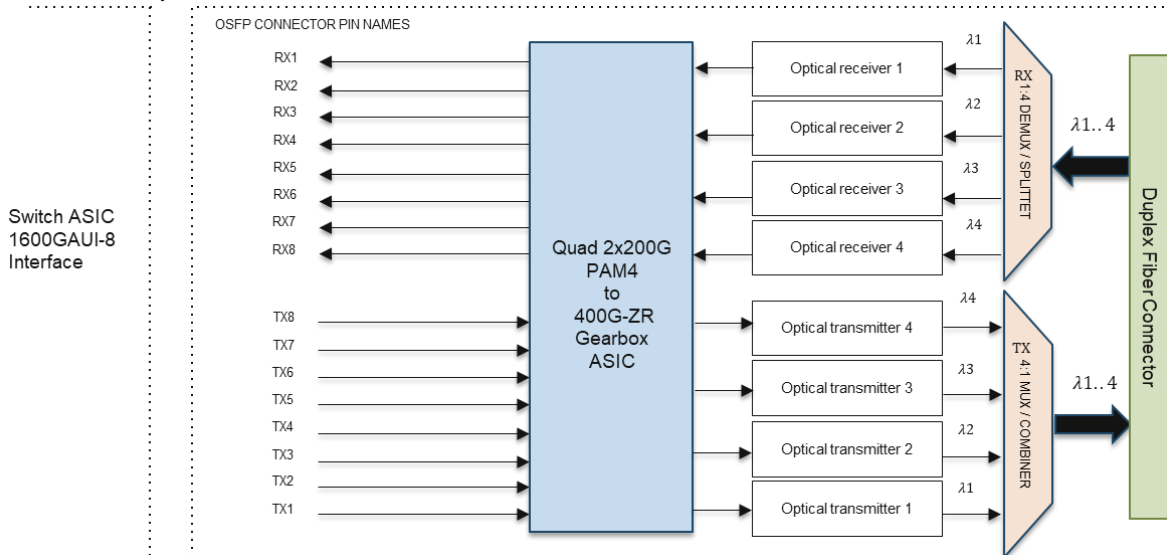 OSFP CONNECTOR PIN NAMES
RX1
RX2
RX3
RX4
RX5
RX6
RX7
RX8
TX8
TX7
TX6
TX5
TX4
TX3
TX2
TX1
Switch ASIC
1600GAUI-8
Interface
Quad 2x200G
PAM4
to
400G-ZR
Gearbox
ASIC
Optical receiver 1
Optical receiver 2
Optical receiver 3
Optical receiver 4
Optical transmitter 4
Optical transmitter 3
Optical transmitter 2
Optical transmitter 1
λ1
λ2
λ3
λ4
λ4
λ3
λ2
λ1
RX
1:4 DEMUX / SPLITTET
TX
4:1 MUX / COMBINER
λ1..4
λ1..4
Duplex Fiber Connector